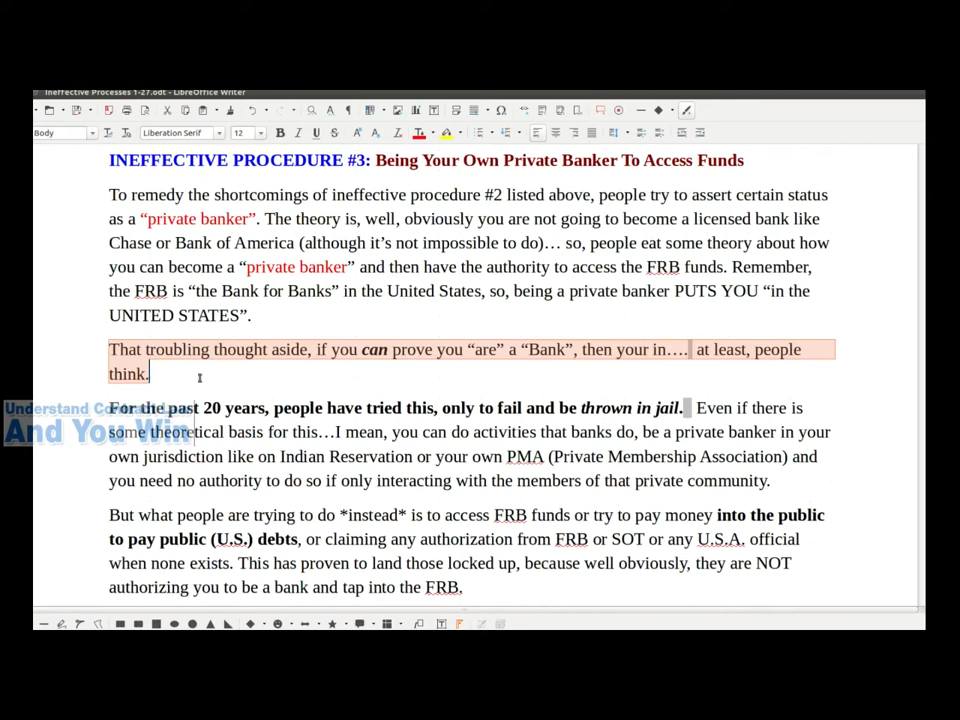 Ineffective Processes 1-27.odt - LibreOffice Writer
Body Liberation Serif 12
INEFFECTIVE PROCEDURE #3: Being Your Own Private Banker To Access Funds
To remedy the shortcomings of ineffective procedure #2 listed above, people try to assert certain status
as a “private banker”. The theory is, well, obviously you are not going to become a licensed bank like
Chase or Bank of America (although it’s not impossible to do)… so, people eat some theory about how
you can become a “private banker” and then have the authority to access the FRB funds. Remember,
the FRB is “the Bank for Banks” in the United States, so, being a private banker PUTS YOU “in the
UNITED STATES”.
That troubling thought aside, if you can prove you “are” a “Bank”, then your in…. at least, people
think.
For the past 20 years, people have tried this, only to fail and be thrown in jail. Even if there is
some theoretical basis for this…I mean, you can do activities that banks do, be a private banker in your
own jurisdiction like on Indian Reservation or your own PMA (Private Membership Association) and
you need no authority to do so if only interacting with the members of that private community.
But what people are trying to do *instead* is to access FRB funds or try to pay money into the public
to pay public (U.S.) debts, or claiming any authorization from FRB or SOT or any U.S.A. official
when none exists. This has proven to land those locked up, because well obviously, they are NOT
authorizing you to be a bank and tap into the FRB.
Understand Contract Law
And You Win